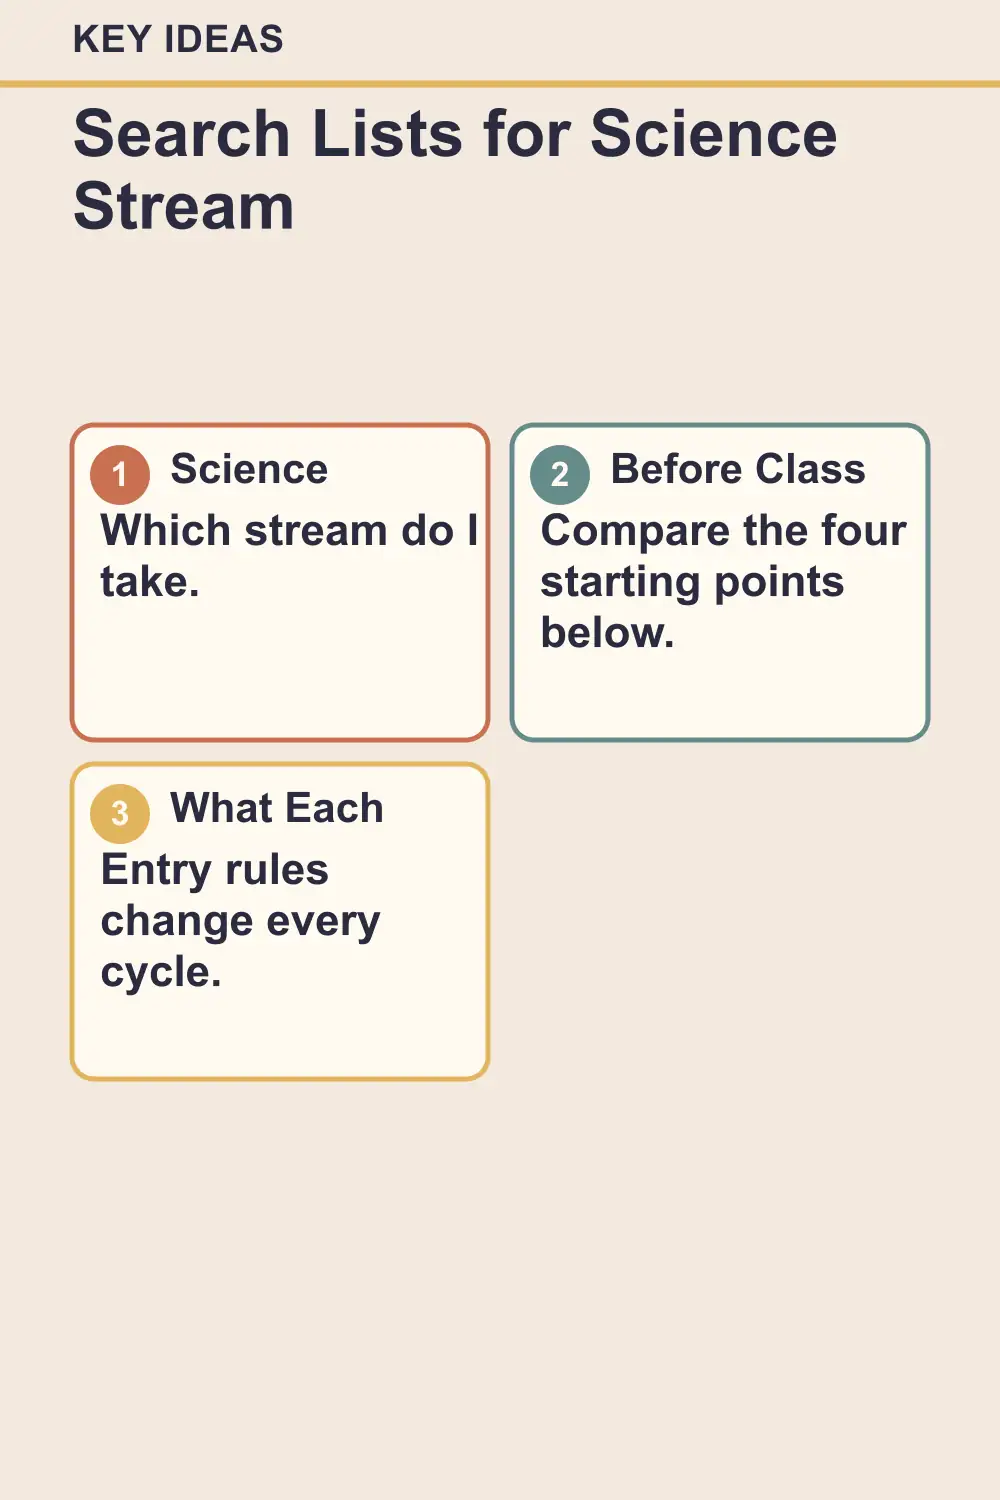 KEY IDEAS
Search Lists for Science
Stream
1 Science
Which stream do I
take.
2 Before Class
Compare the four
starting points
below.
3 What Each
Entry rules
change every
cycle.